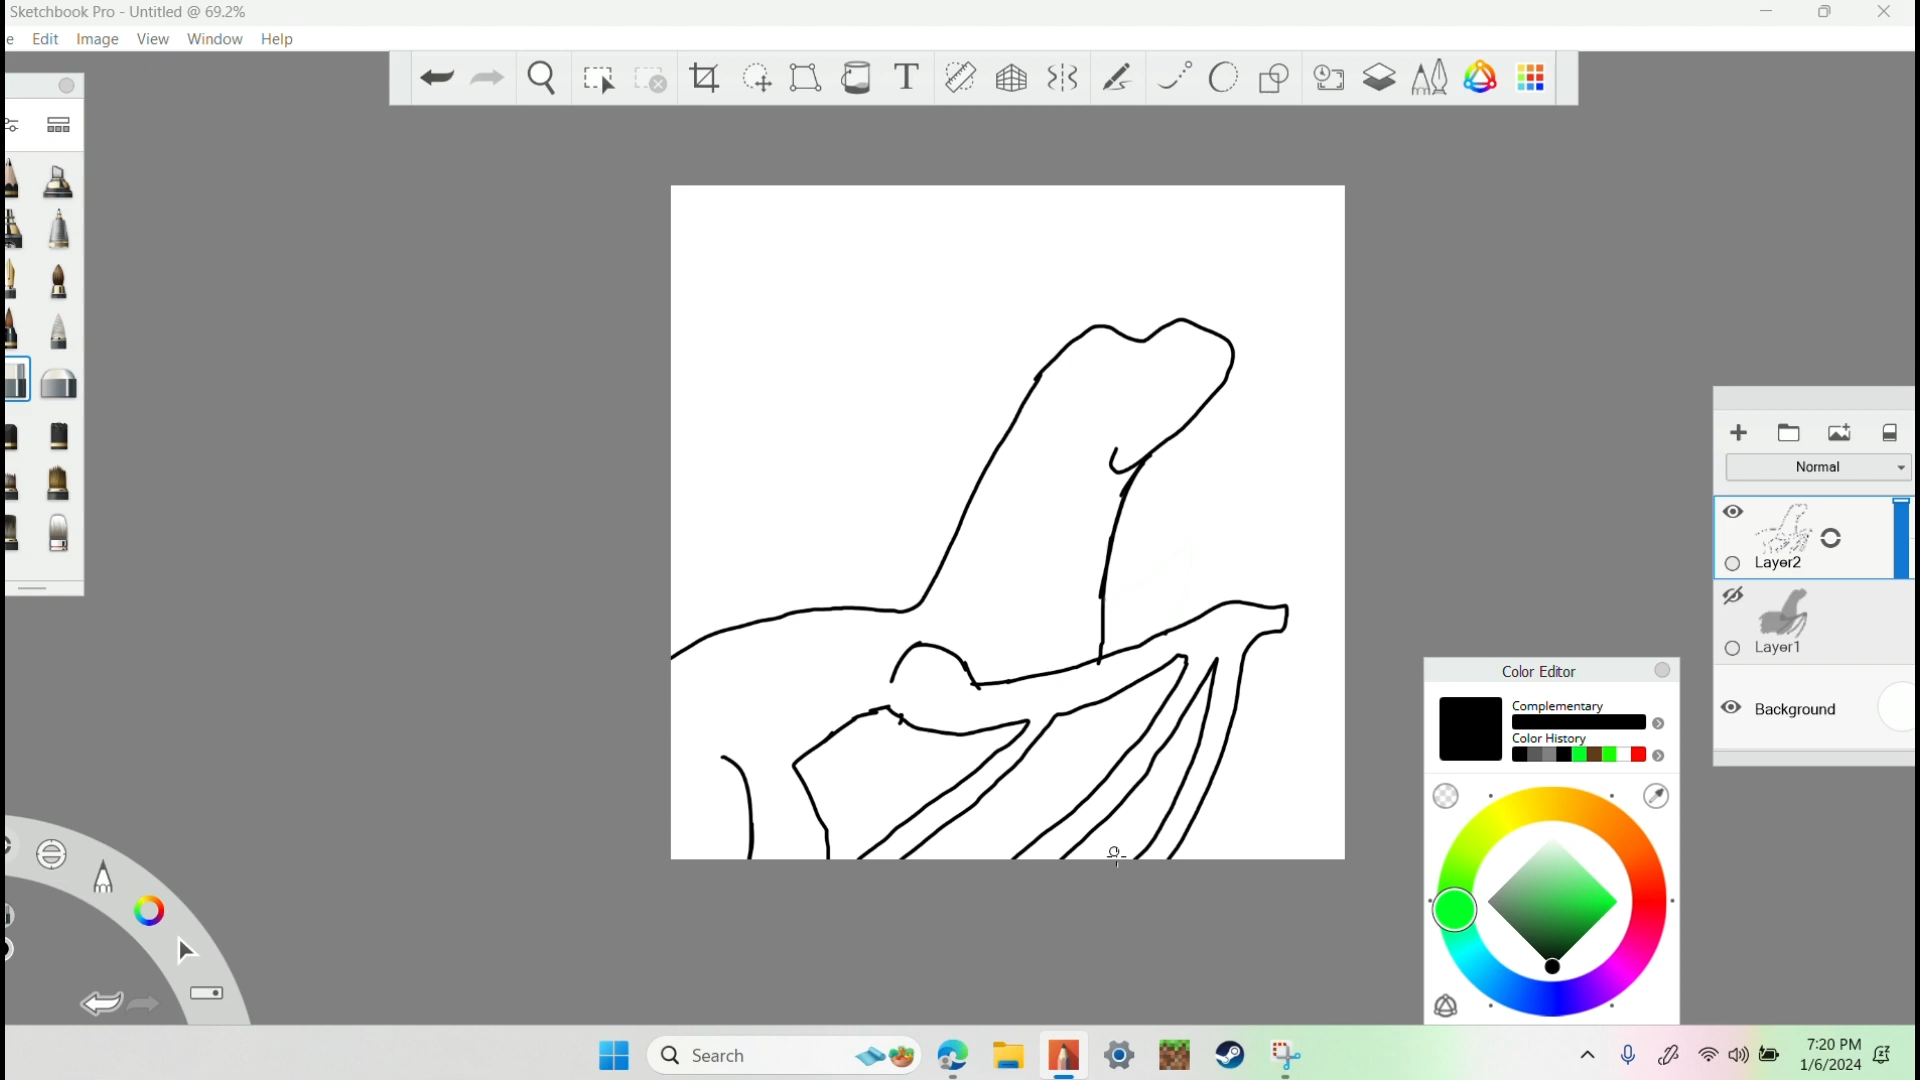 Sketchbook Pro - Untitled @ 69.2%
e Edit Image View Window Help
T
Normal
Layer2
Layer1
Background
Color Editor
Complementary
Color History
Search
7:20 PM
1/6/2024